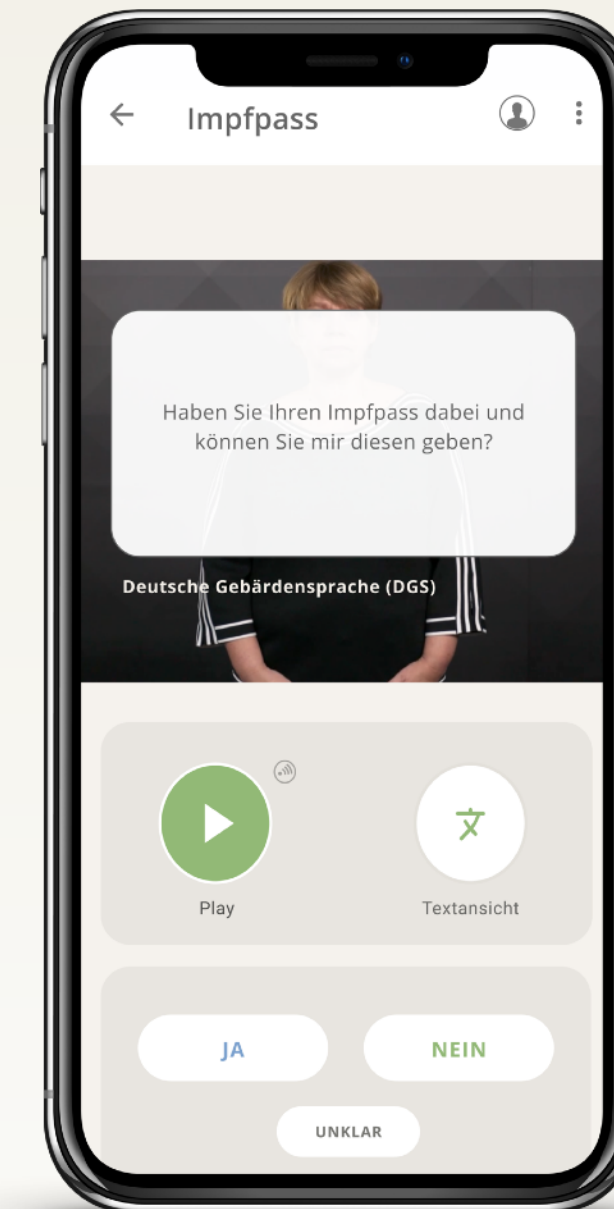 Impfpass
Haben Sie Ihren Impfpass dabei und
können Sie mir diesen geben?
Deutsche Gebärdensprache (DGS)
Play
Textansicht
JA
NEIN
UNKLAR